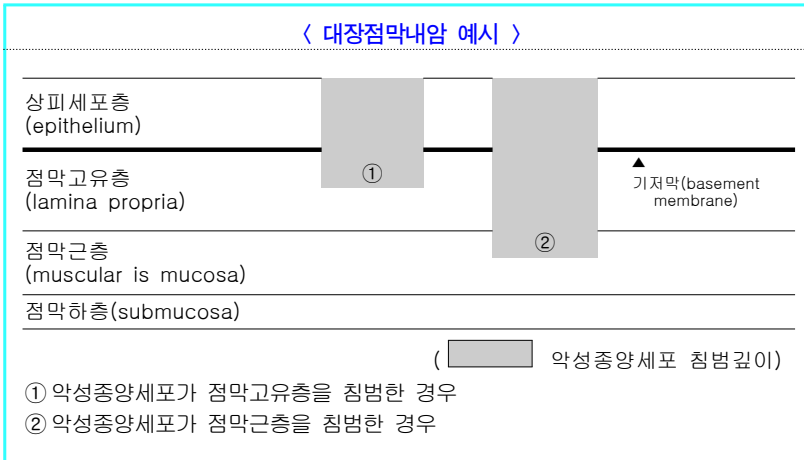 〈 대장점막내암 예시 〉
상피세포층
(epithelium)
점막고유층
(lamina propria)
①
▲
기저막(basement
membrane)
점막근층
(muscular is mucosa)
②
점막하층(submucosa)
( 악성종양세포 침범깊이)
① 악성종양세포가 점막고유층을 침범한 경우
② 악성종양세포가 점막근층을 침범한 경우